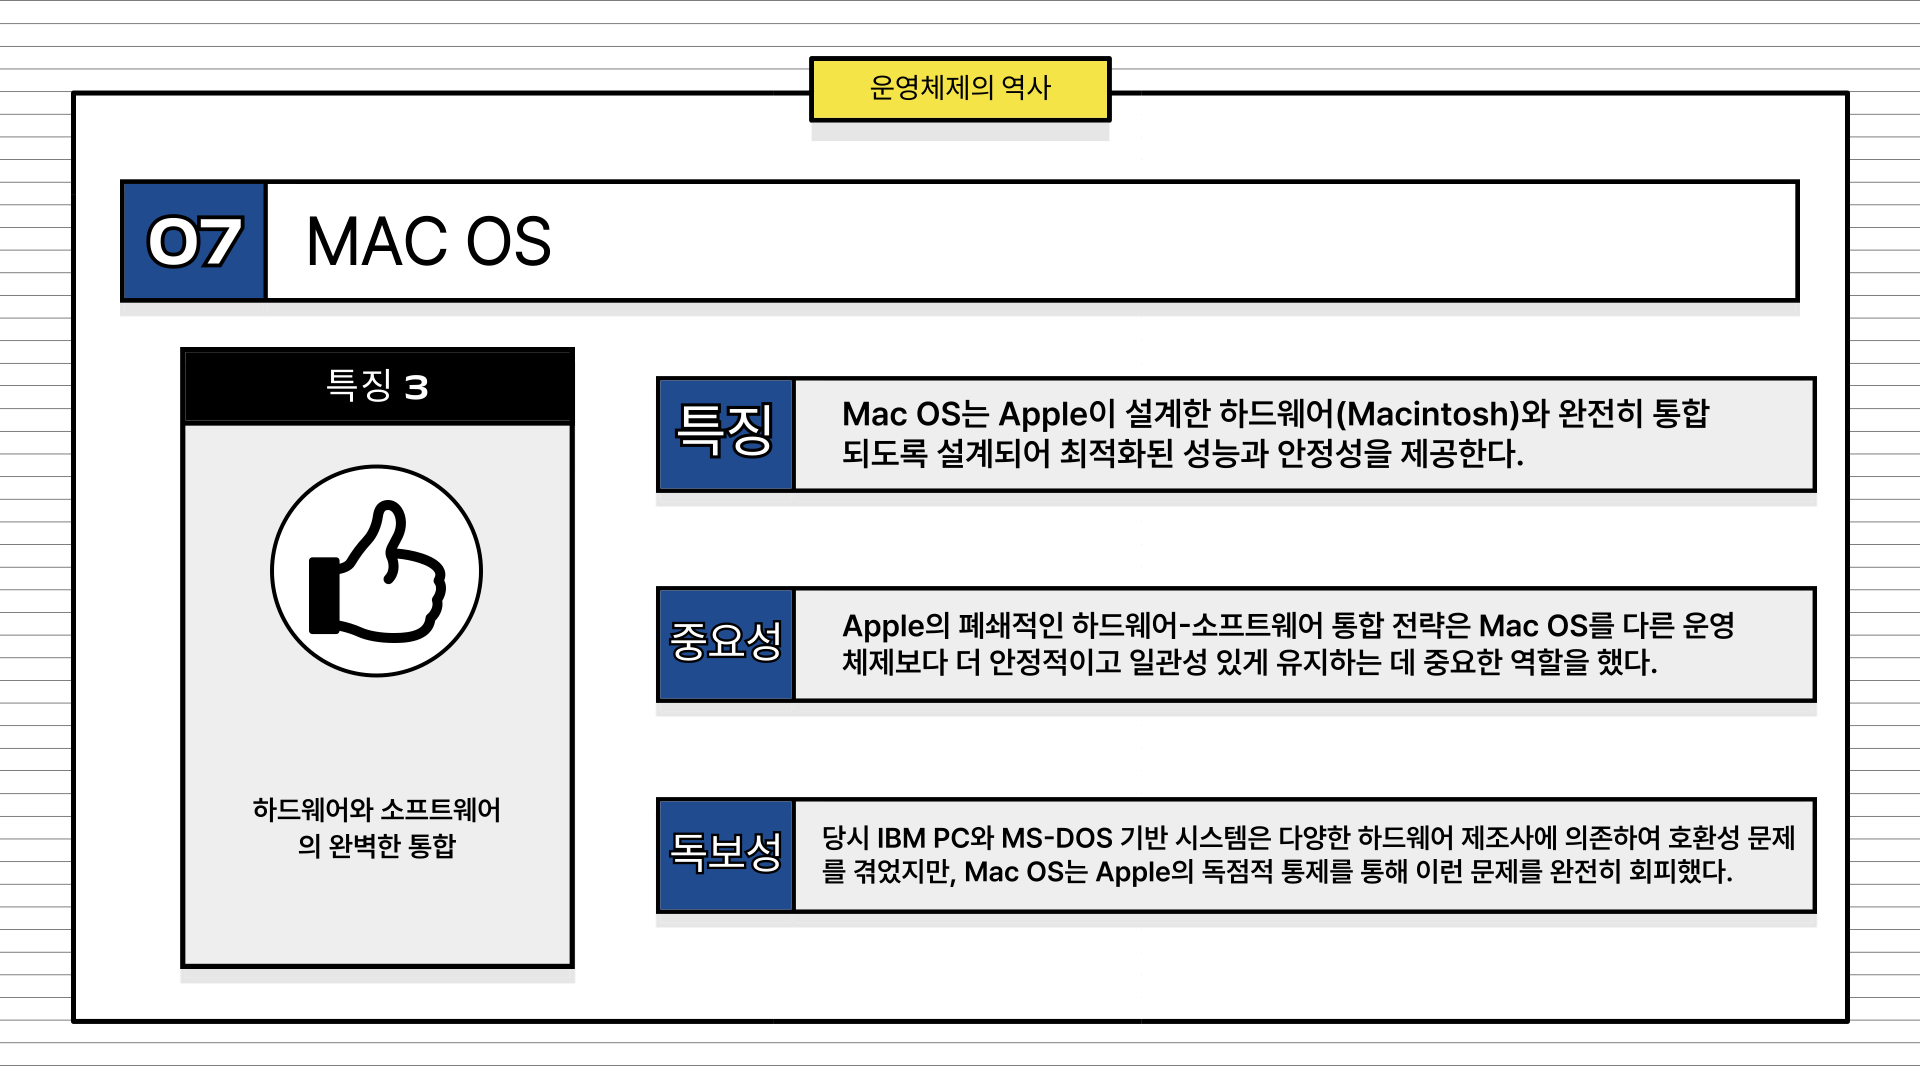 운영체제의 역사
07
MAC OS
특징 3
하드웨어와 소프트웨어
의 완벽한 통합
특징
Mac OS는 Apple이 설계한 하드웨어(Macintosh)와 완전히 통합
되도록 설계되어 최적화된 성능과 안정성을 제공한다.
중요성
Apple의 폐쇄적인 하드웨어-소프트웨어 통합 전략은 Mac OS를 다른 운영
체제보다 더 안정적이고 일관성 있게 유지하는 데 중요한 역할을 했다.
독보성
당시 IBM PC와 MS-DOS 기반 시스템은 다양한 하드웨어 제조사에 의존하여 호환성 문제
를 겪었지만, Mac OS는 Apple의 독점적 통제를 통해 이런 문제를 완전히 회피했다.